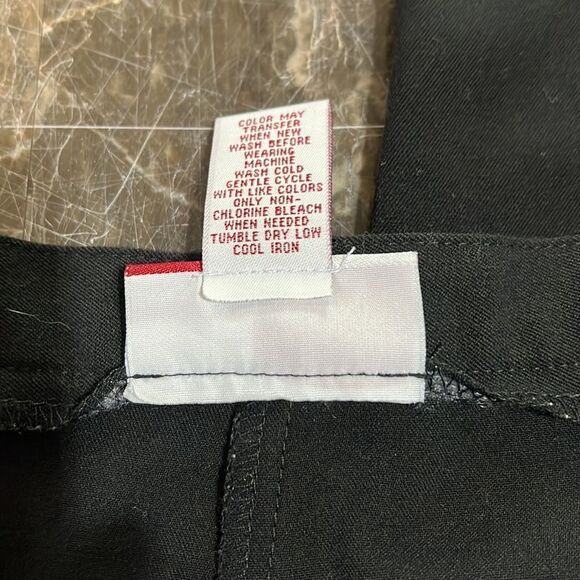 COLOR MAY
TRANSFER
WHEN NEW
WASH BEFORE
WEARING
MACHINE
WASH COLD
GENTLE CYCLE
WITH LIKE COLORS
ONLY NON-
CHLORINE BLEACH
WHEN NEEDED
TUMBLE DRY LOW
COOL IRON